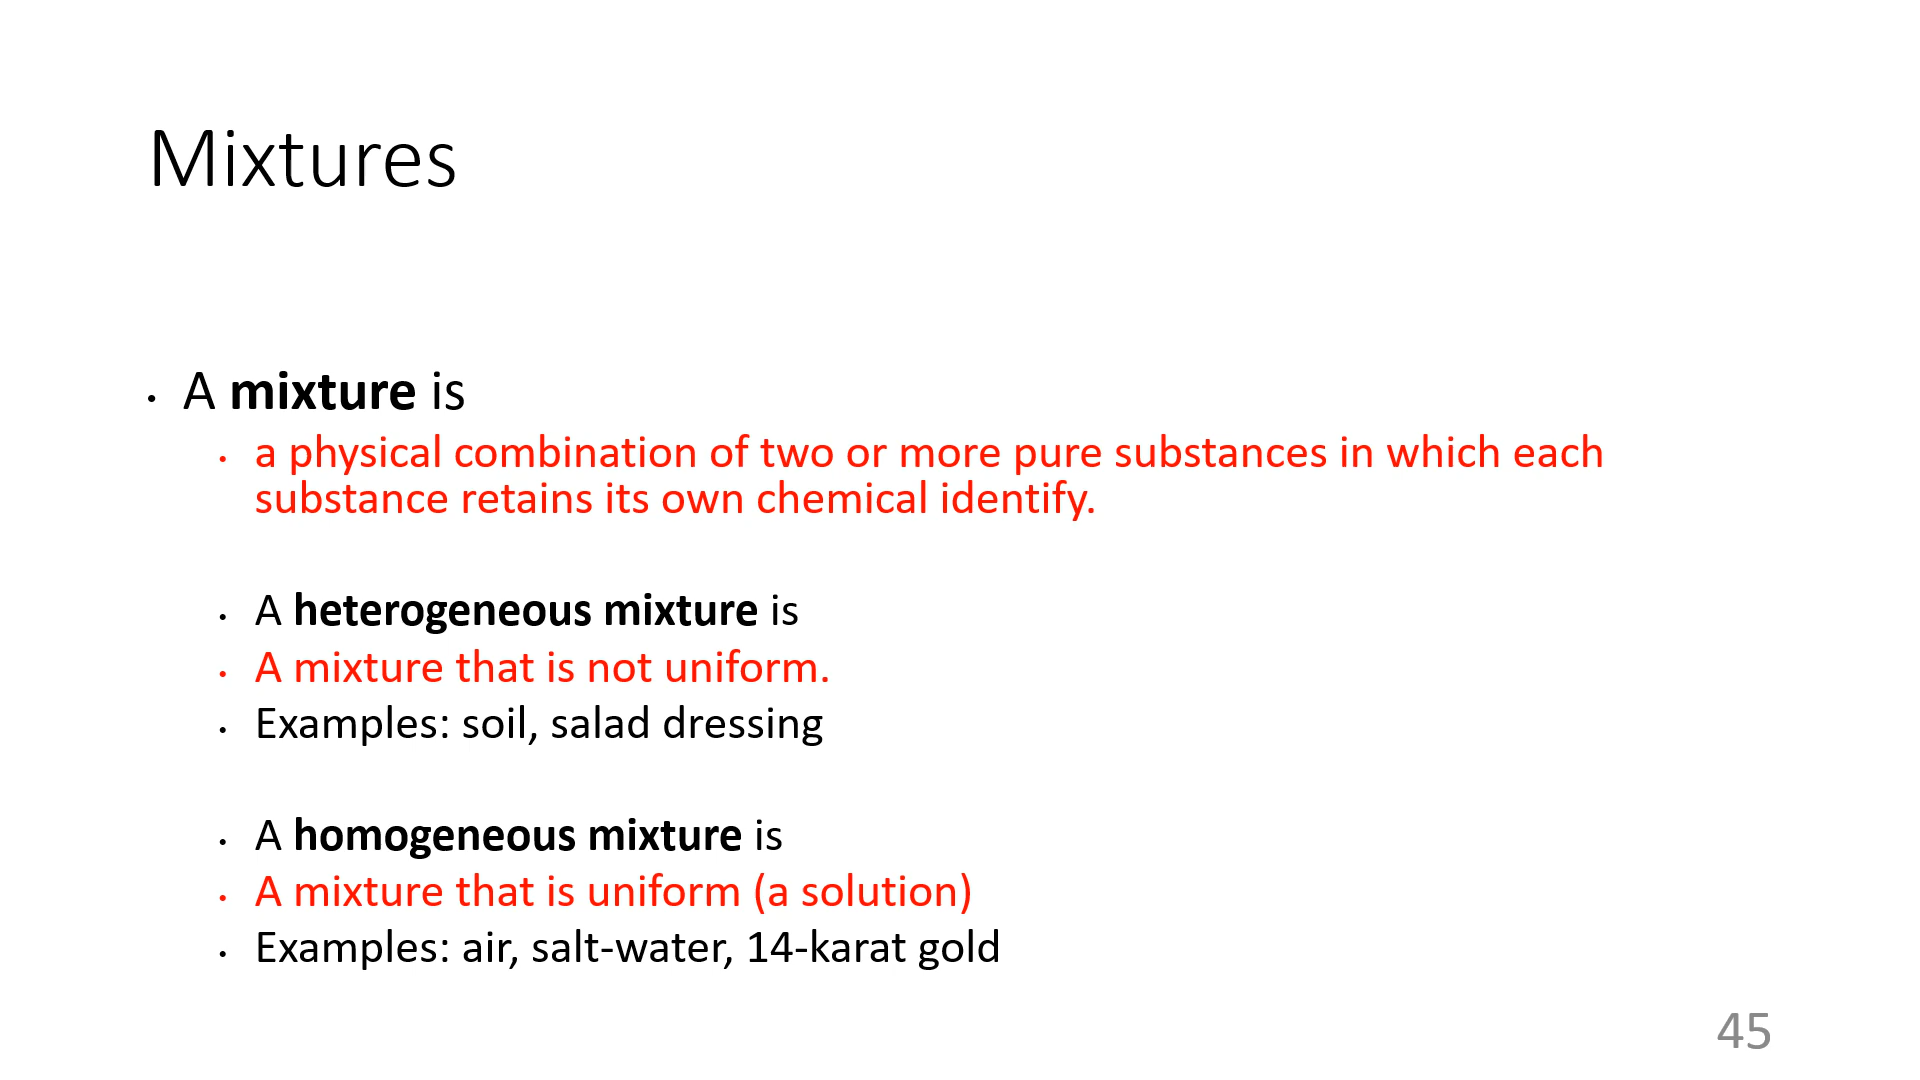 Mixtures
• A mixture is
• a physical combination of two or more pure substances in which each
substance retains its own chemical identify.
• A heterogeneous mixture is
• A mixture that is not uniform.
• Examples: soil, salad dressing
• A homogeneous mixture is
• A mixture that is uniform (a solution)
• Examples: air, salt-water, 14-karat gold
45